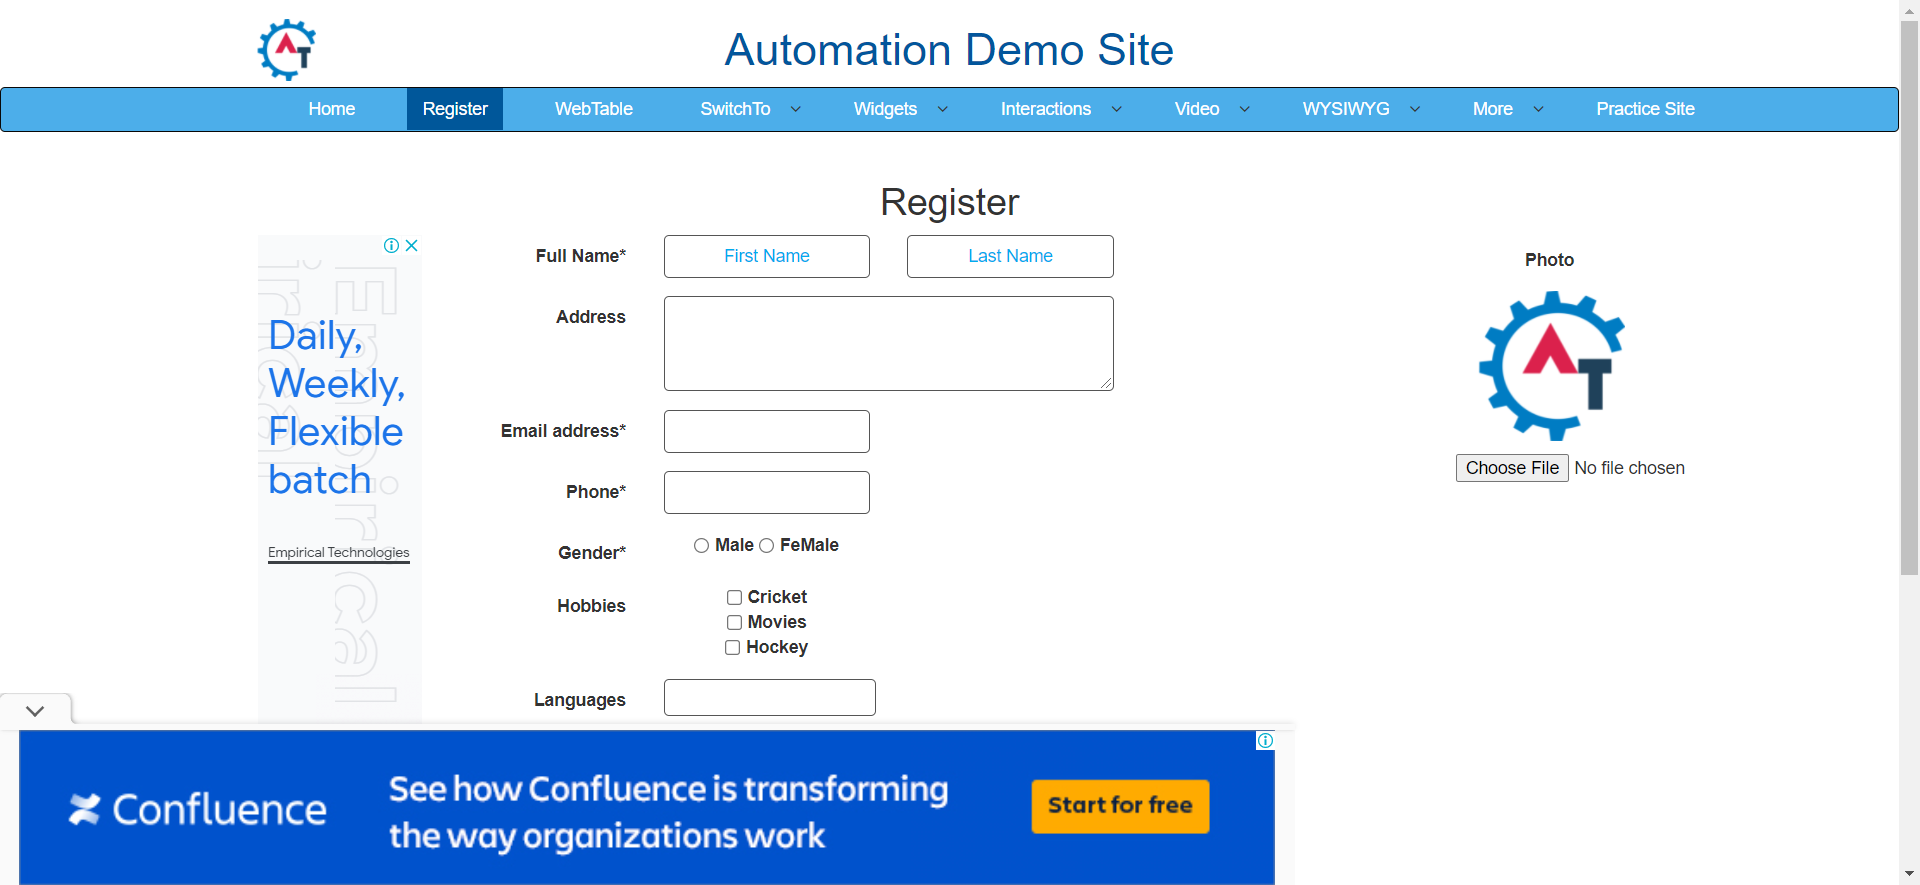 Automation Demo Site
Home Register WebTable SwitchTo Widgets Interactions Video WYSIWYG More Practice Site
Register
Full Name* First Name Last Name
Address
Email address*
Phone*
Gender* Male FeMale
Hobbies
Cricket
Movies
Hockey
Languages
Photo
AT
Choose File No file chosen
Daily,
Weekly,
Flexible
batch
Empirical Technologies
Empirical
Confluence
See how Confluence is transforming
the way organizations work
Start for free